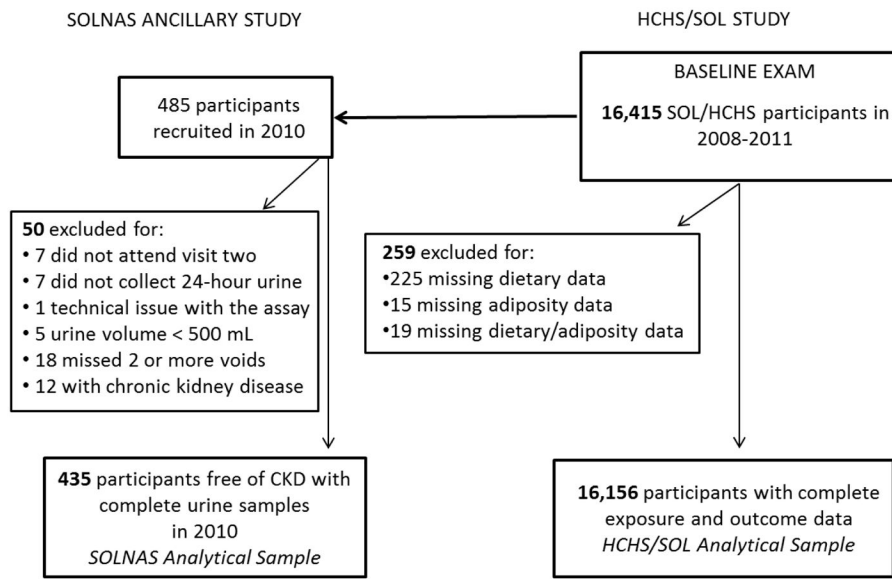 SOLNAS ANCILLARY STUDY
HCHS/SOL STUDY
485 participants
recruited in 2010
BASELINE EXAM
16,415 SOL/HCHS participants in
2008-2011
50 excluded for:
• 7 did not attend visit two
• 7 did not collect 24-hour urine
• 1 technical issue with the assay
• 5 urine volume < 500 mL
• 18 missed 2 or more voids
• 12 with chronic kidney disease
259 excluded for:
•225 missing dietary data
•15 missing adiposity data
•19 missing dietary/adiposity data
435 participants free of CKD with
complete urine samples
in 2010
SOLNAS Analytical Sample
16,156 participants with complete
exposure and outcome data
HCHS/SOL Analytical Sample